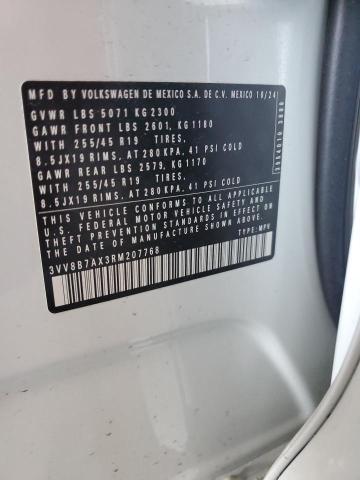 MFD BY VOLKSWAGEN DE MEXICO S.A. DE C.V. MEXICO 10/24
GVWR LBS 5071 KG 2300
GAWR FRONT LBS 2601, KG 1180
WITH 255/45 R19 TIRES,
8.5JX19 RIMS, AT 280 KPA, 41 PSI COLD
GAWR REAR LBS 2579, KG 1170
WITH 255/45 R19 TIRES,
8.5JX19 RIMS, AT 280 KPA, 41 PSI COLD
THIS VEHICLE CONFORMS TO ALL APPLICABLE
U.S. FEDERAL MOTOR VEHICLE SAFETY AND
THEFT PREVENTION STANDARDS IN EFFECT ON
THE DATE OF MANUFACTURE SHOWN ABOVE.
3VV8B7AX3RM207768 TYPE: MPV